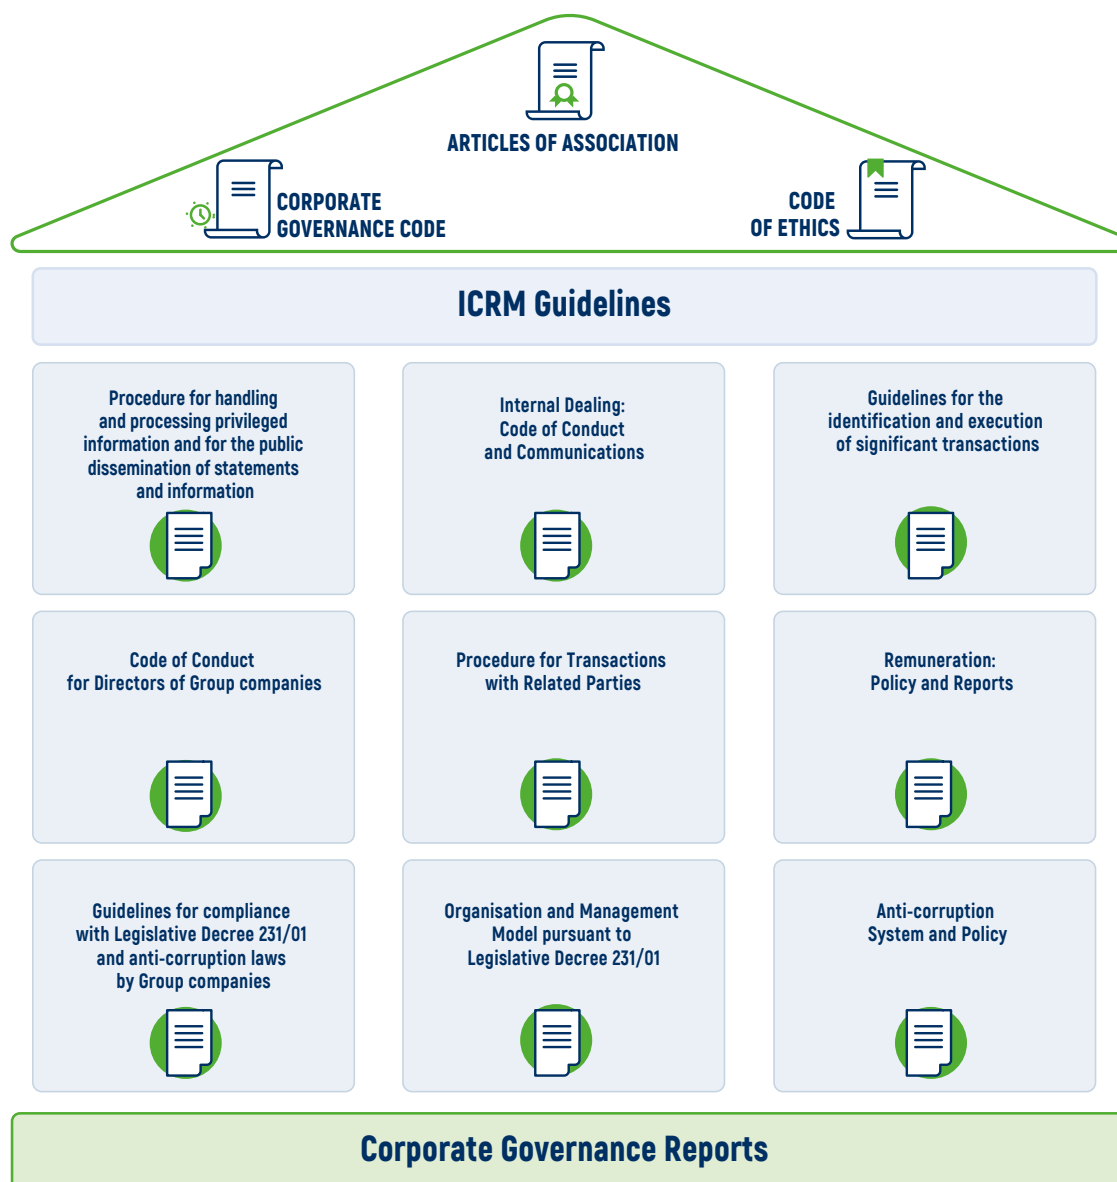 ARTICLES OF ASSOCIATION
CORPORATE
GOVERNANCE CODE
CODE
OF ETHICS
ICRM Guidelines
Procedure for handling
and processing privileged
information and for the public
dissemination of statements
and information
Internal Dealing:
Code of Conduct
and Communications
Guidelines for the
identification and execution
of significant transactions
Code of Conduct
for Directors of Group companies
Procedure for Transactions
with Related Parties
Remuneration:
Policy and Reports
Guidelines for compliance
with Legislative Decree 231/01
and anti-corruption laws
by Group companies
Organisation and Management
Model pursuant to
Legislative Decree 231/01
Anti-corruption
System and Policy
Corporate Governance Reports